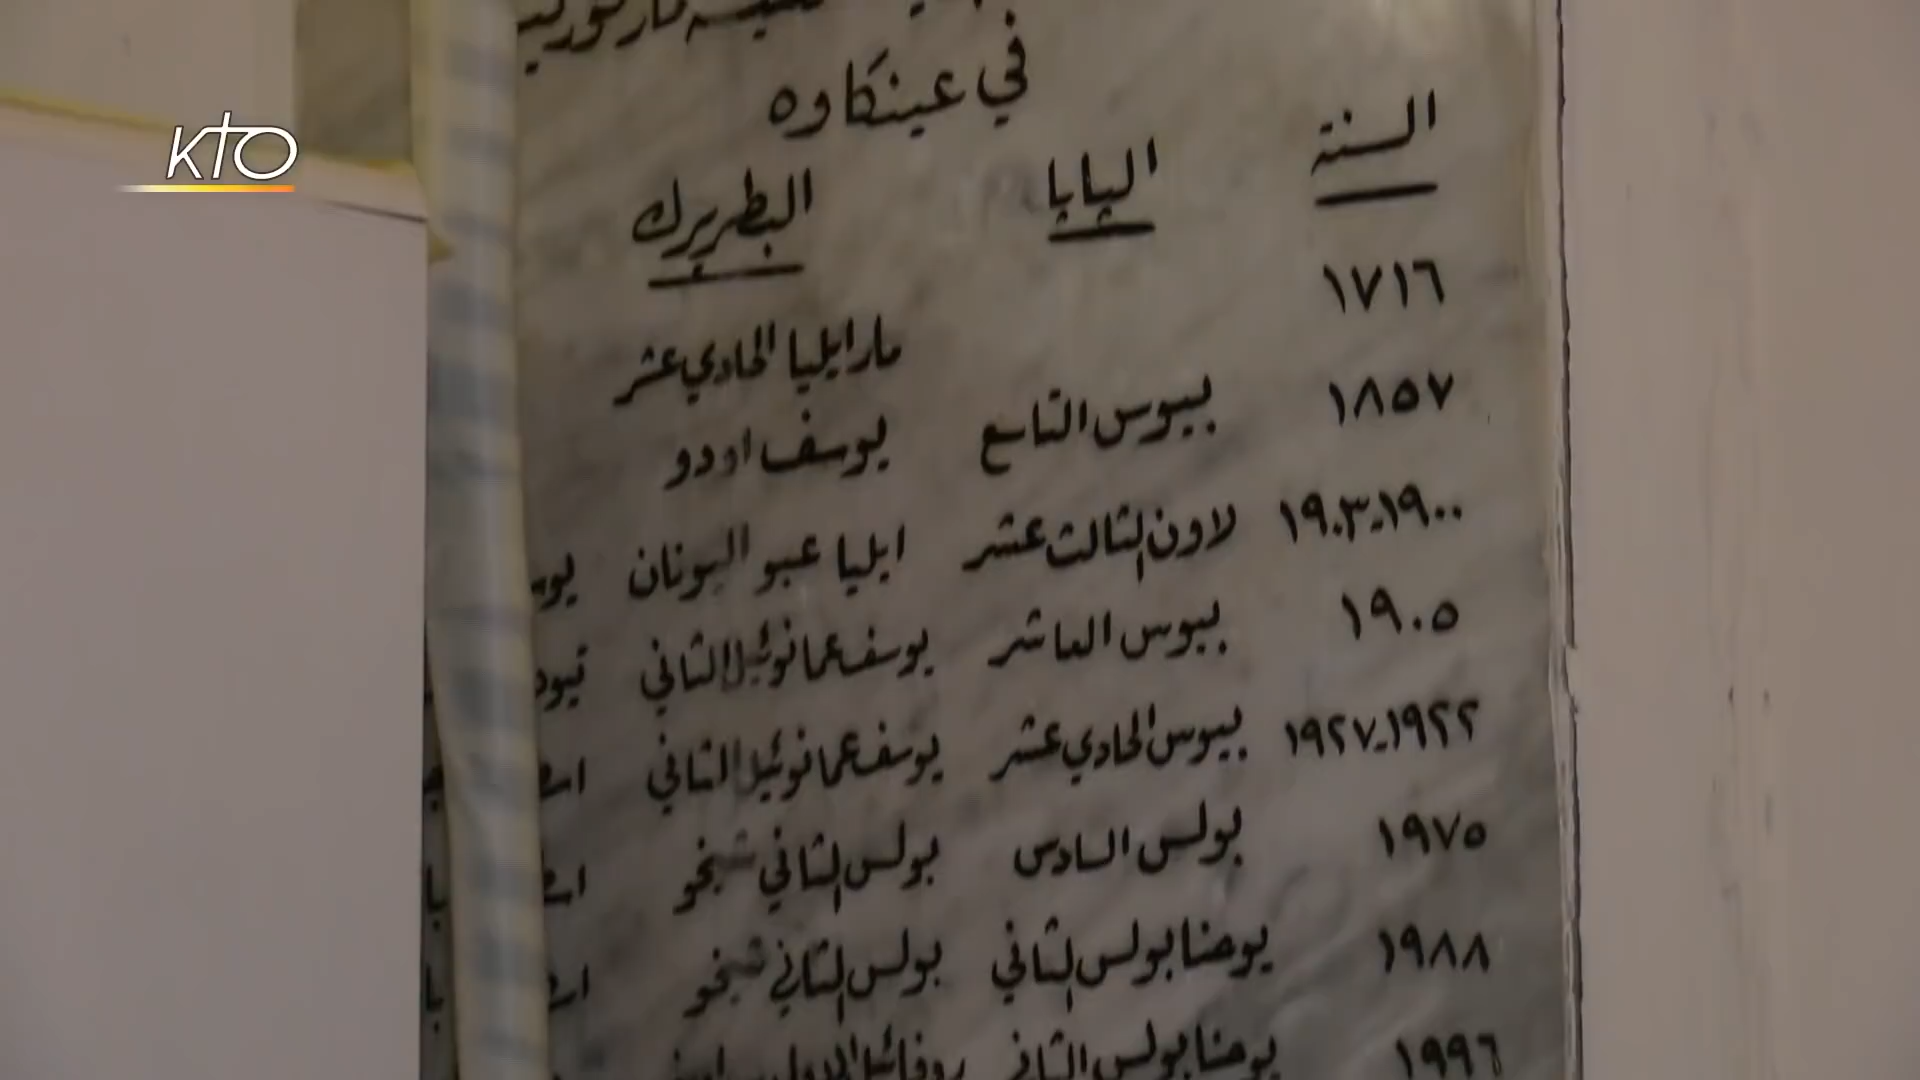 KTO
في عينكاوه
السنة البابا البطريرك
١٧١٦ مار ايليا الحادي عشر
١٨٥٧ بيوس التاسع يوسف اودو
١٩٠٠-١٩٠٣ لاون الثالث عشر ايليا عبو اليونان
١٩٠٥ بيوس العاشر يوسف عمانوئيل الثاني
١٩٢٢-١٩٢٧ بيوس الحادي عشر يوسف عمانوئيل الثاني
١٩٧٥ بولس السادس بولس الثاني شيخو
١٩٨٨ يوحنا بولس الثاني بولس الثاني شيخو
١٩٩٦ يوحنا بولس الثاني روفائيل الاول